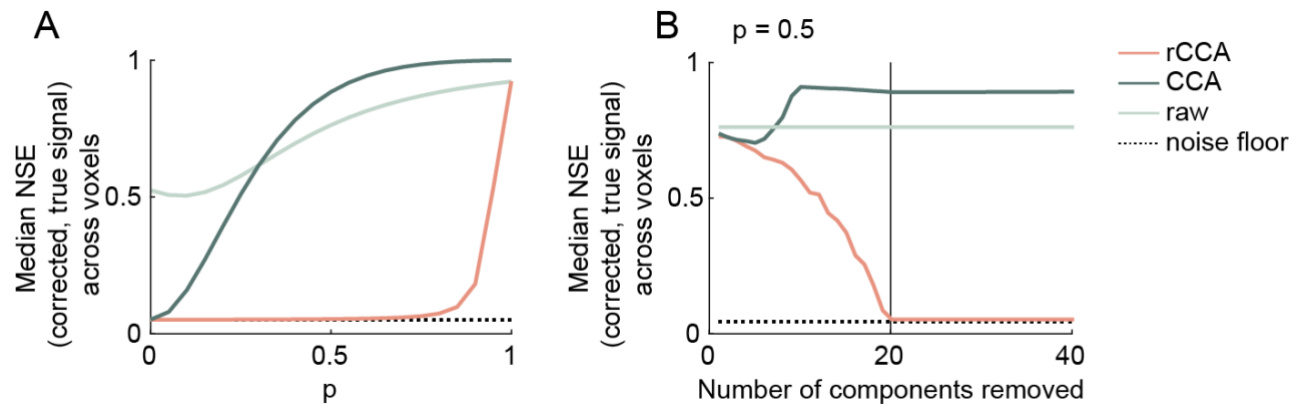 A
Median NSE
(corrected, true signal)
across voxels
1
0.5
0
0
0.5
1
p
B
p = 0.5
Median NSE
(corrected, true signal)
across voxels
1
0.5
0
0
20
40
Number of components removed
rCCA
CCA
raw
noise floor